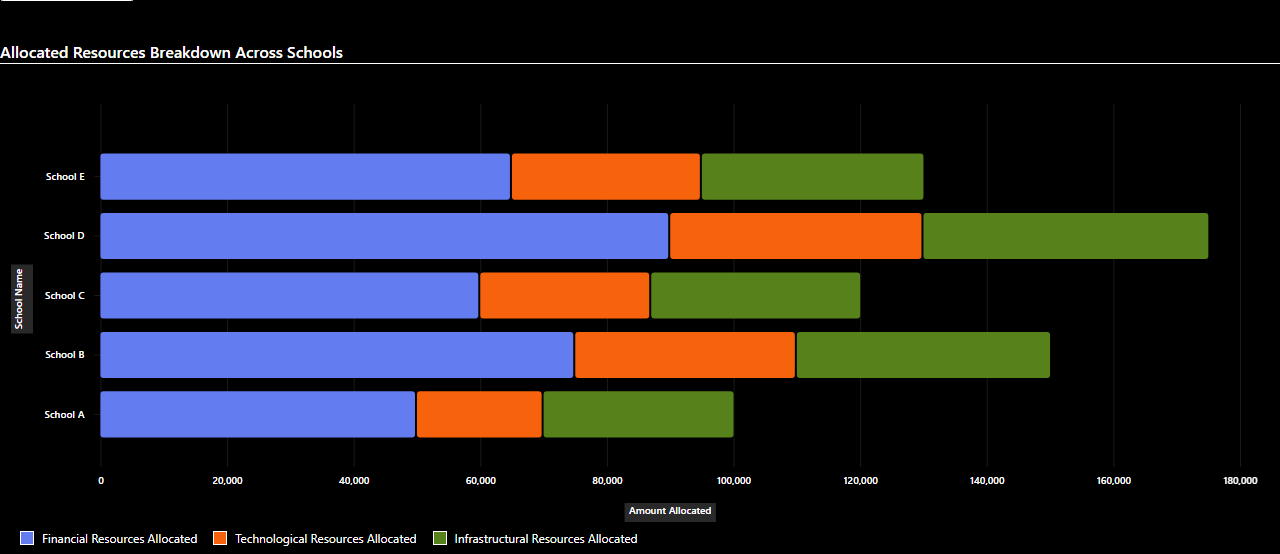 Allocated Resources Breakdown Across Schools
School E
School D
School C
School B
School A
School Name
0 20,000 40,000 60,000 80,000 100,000 120,000 140,000 160,000 180,000
Amount Allocated
Financial Resources Allocated Technological Resources Allocated Infrastructural Resources Allocated